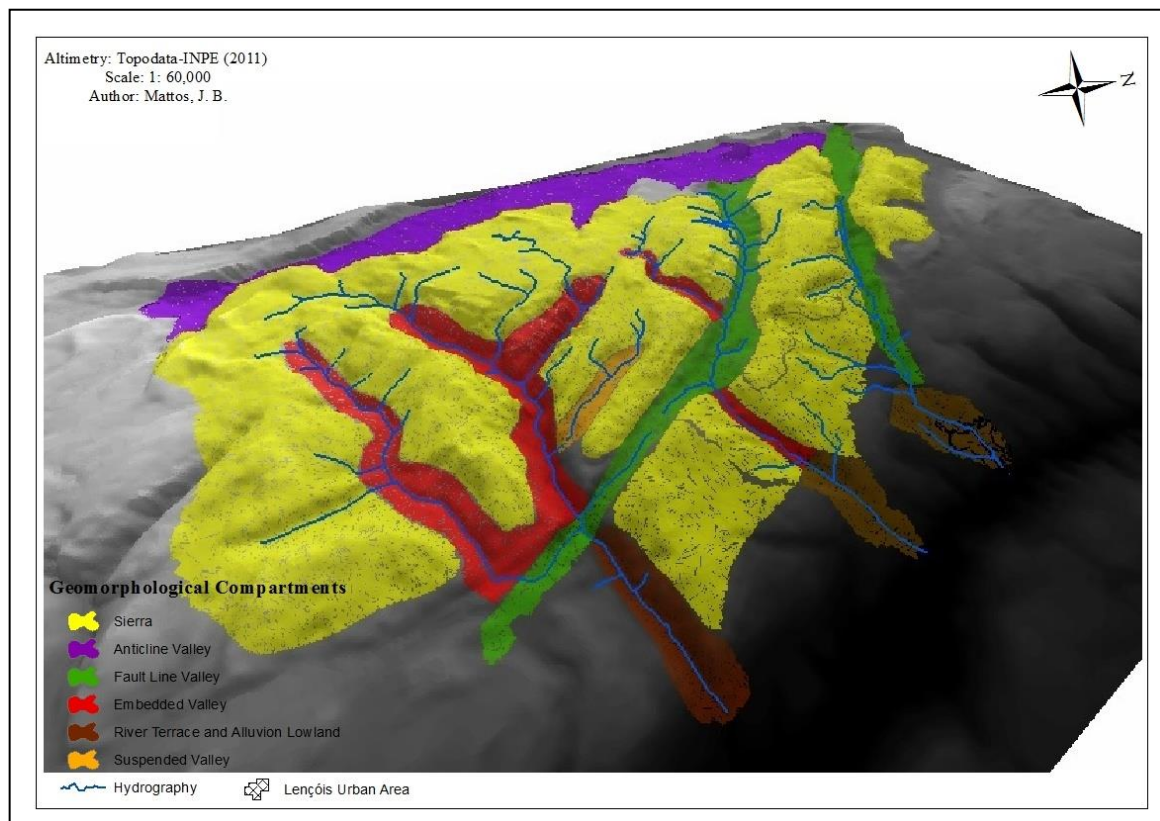 Altimetry: Topodata-INPE (2011)
Scale: 1: 60,000
Author: Mattos, J. B.
N
Geomorphological Compartments
Sierra
Anticline Valley
Fault Line Valley
Embedded Valley
River Terrace and Alluvion Lowland
Suspended Valley
Hydrography
Lençóis Urban Area